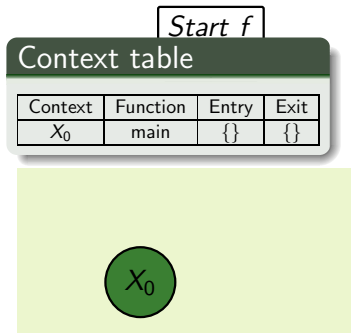 Start f
Context table
Context Function Entry Exit
X₀ main {} {}
X₀